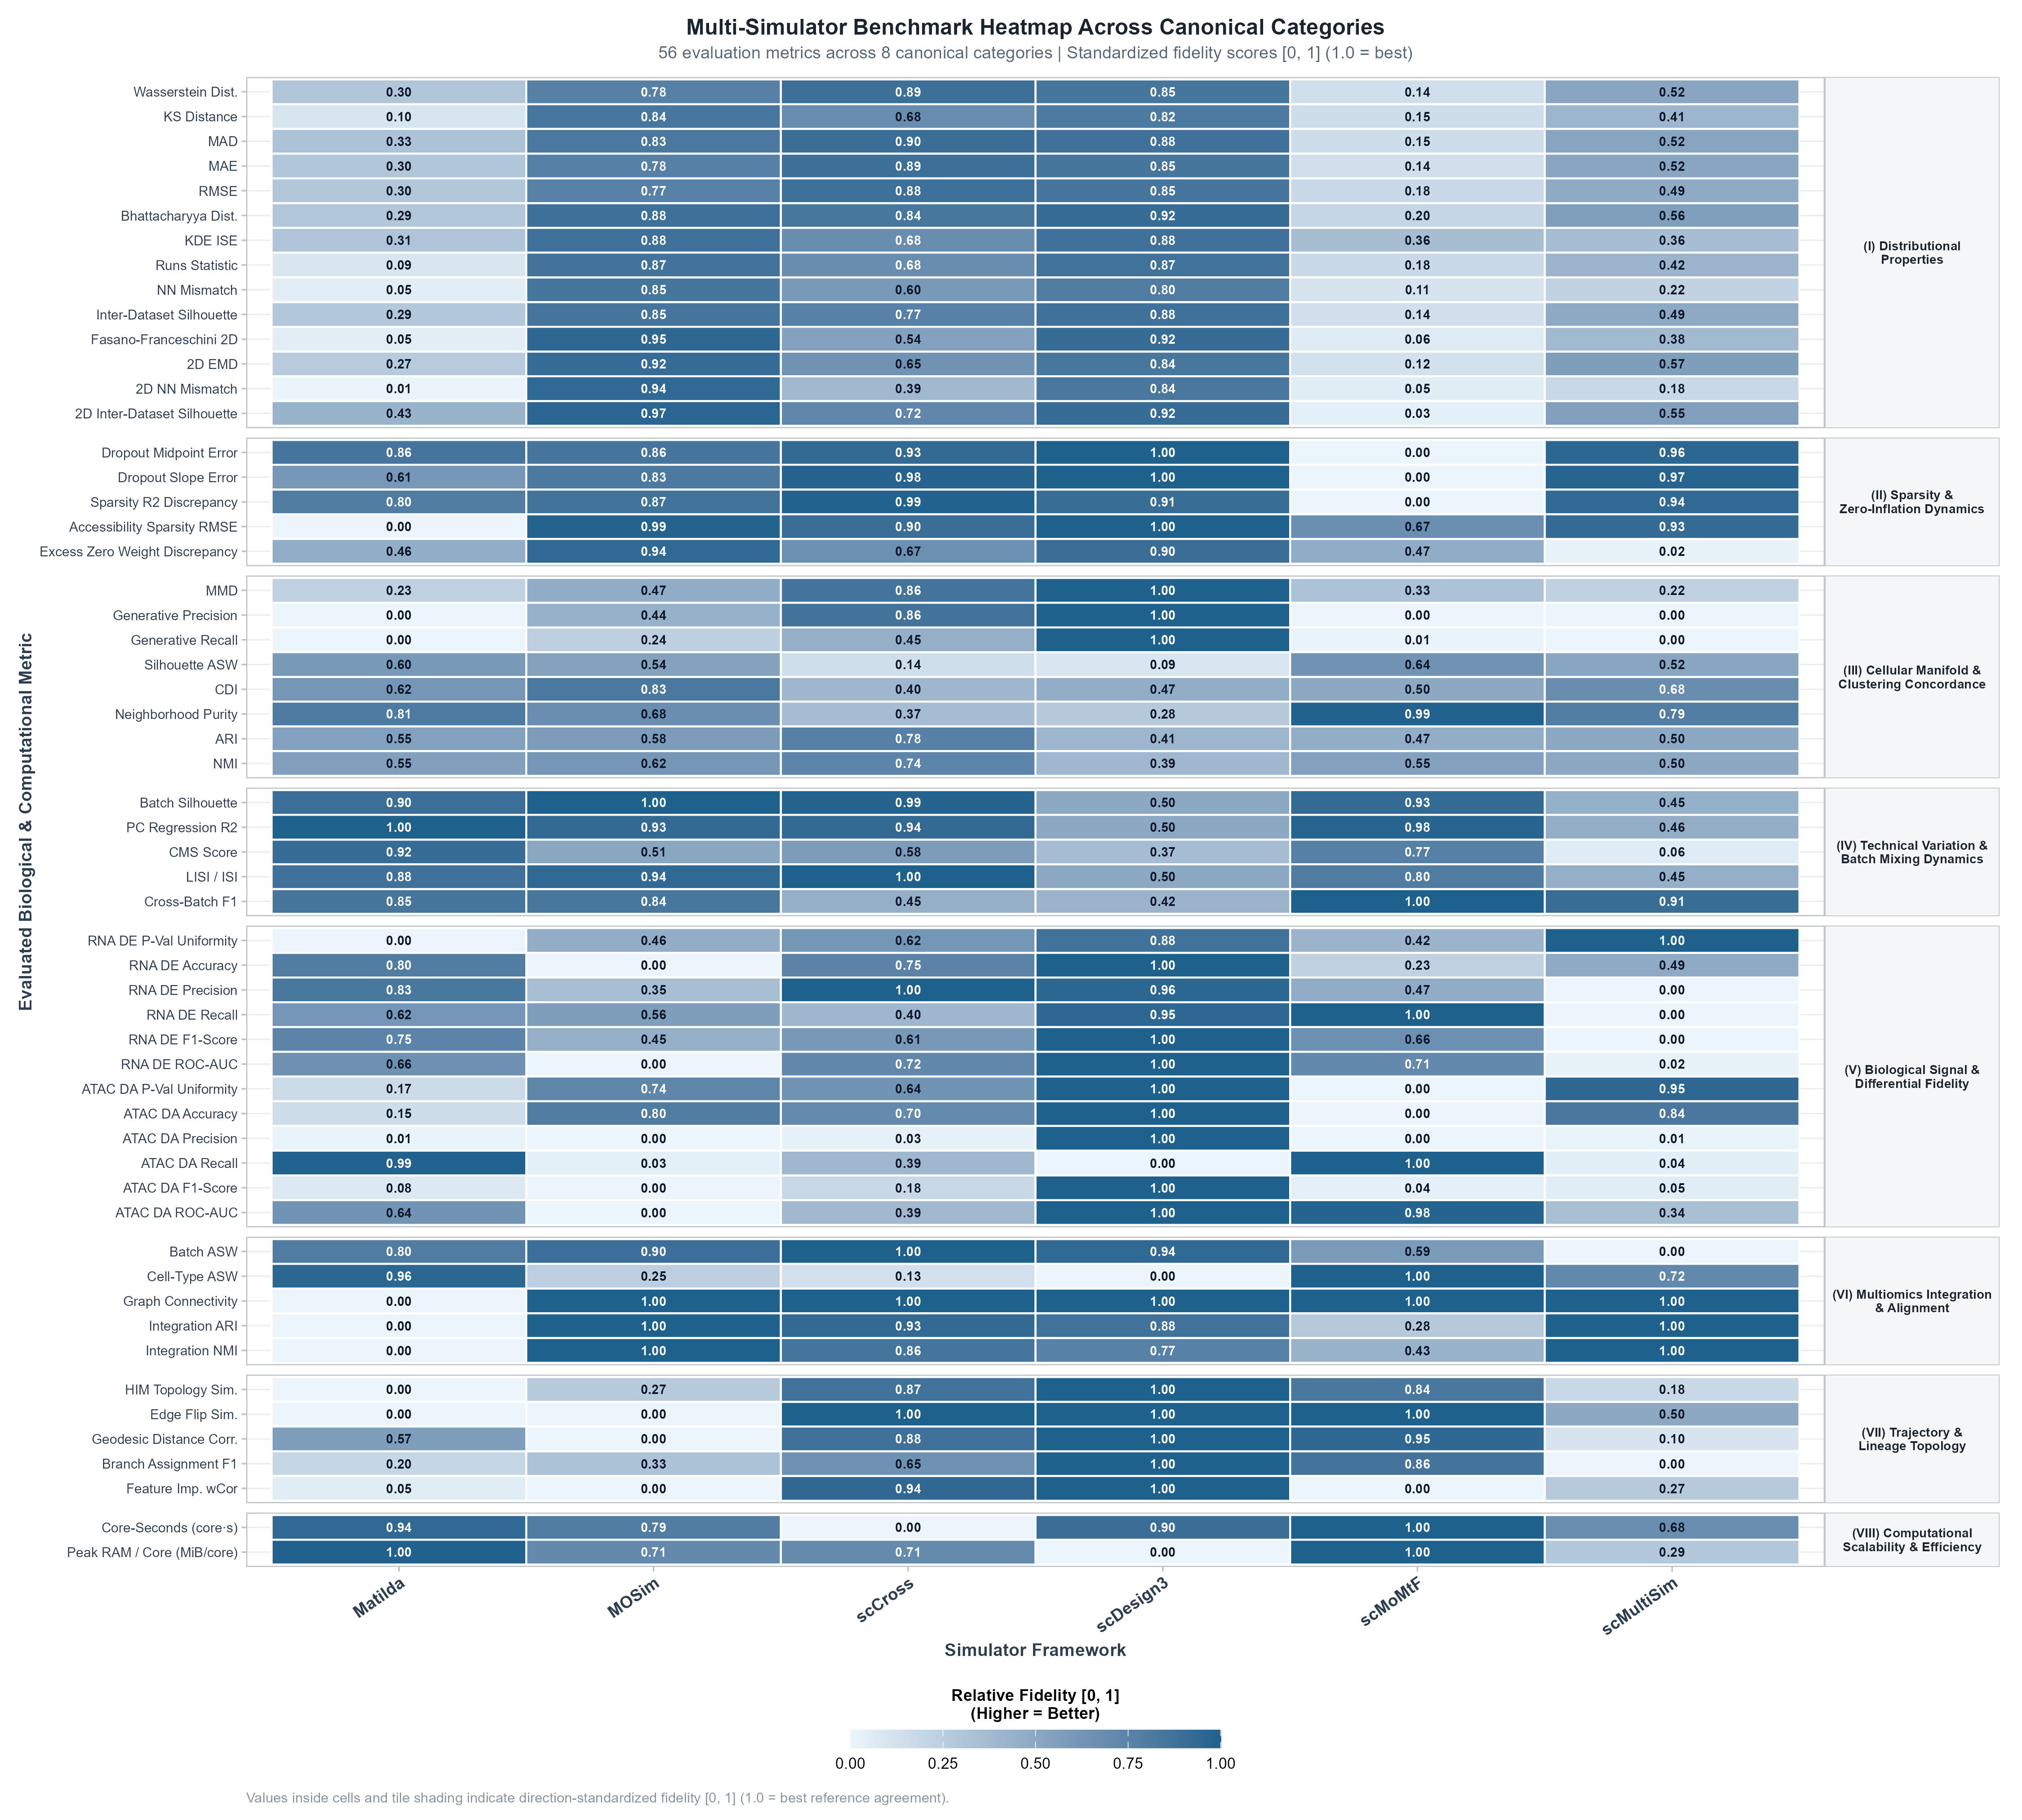 Multi-Simulator Benchmark Heatmap Across Canonical Categories
56 evaluation metrics across 8 canonical categories | Standardized fidelity scores [0, 1] (1.0 = best)
Evaluated Biological & Computational Metric
Wasserstein Dist. 0.30 0.78 0.89 0.85 0.14 0.52
KS Distance 0.10 0.84 0.68 0.82 0.15 0.41
MAD 0.33 0.83 0.90 0.88 0.15 0.52
MAE 0.30 0.78 0.89 0.85 0.14 0.52
RMSE 0.30 0.77 0.88 0.85 0.18 0.49
Bhattacharyya Dist. 0.29 0.88 0.84 0.92 0.20 0.56
KDE ISE 0.31 0.88 0.68 0.88 0.36 0.36
Runs Statistic 0.09 0.87 0.68 0.87 0.18 0.42
NN Mismatch 0.05 0.85 0.60 0.80 0.11 0.22
Inter-Dataset Silhouette 0.29 0.85 0.77 0.88 0.14 0.49
Fasano-Franceschini 2D 0.05 0.95 0.54 0.92 0.06 0.38
2D EMD 0.27 0.92 0.65 0.84 0.12 0.57
2D NN Mismatch 0.01 0.94 0.39 0.84 0.05 0.18
2D Inter-Dataset Silhouette 0.43 0.97 0.72 0.92 0.03 0.55
(I) Distributional
Properties
Dropout Midpoint Error 0.86 0.86 0.93 1.00 0.00 0.96
Dropout Slope Error 0.61 0.83 0.98 1.00 0.00 0.97
Sparsity R2 Discrepancy 0.80 0.87 0.99 0.91 0.00 0.94
Accessibility Sparsity RMSE 0.00 0.99 0.90 1.00 0.67 0.93
Excess Zero Weight Discrepancy 0.46 0.94 0.67 0.90 0.47 0.02
(II) Sparsity &
Zero-Inflation Dynamics
MMD 0.23 0.47 0.86 1.00 0.33 0.22
Generative Precision 0.00 0.44 0.86 1.00 0.00 0.00
Generative Recall 0.00 0.24 0.45 1.00 0.01 0.00
Silhouette ASW 0.60 0.54 0.14 0.09 0.64 0.52
CDI 0.62 0.83 0.40 0.47 0.50 0.68
Neighborhood Purity 0.81 0.68 0.37 0.28 0.99 0.79
ARI 0.55 0.58 0.78 0.41 0.47 0.50
NMI 0.55 0.62 0.74 0.39 0.55 0.50
(III) Cellular Manifold &
Clustering Concordance
Batch Silhouette 0.90 1.00 0.99 0.50 0.93 0.45
PC Regression R2 1.00 0.93 0.94 0.50 0.98 0.46
CMS Score 0.92 0.51 0.58 0.37 0.77 0.06
LISI / ISI 0.88 0.94 1.00 0.50 0.80 0.45
Cross-Batch F1 0.85 0.84 0.45 0.42 1.00 0.91
(IV) Technical Variation &
Batch Mixing Dynamics
RNA DE P-Val Uniformity 0.00 0.46 0.62 0.88 0.42 1.00
RNA DE Accuracy 0.80 0.00 0.75 1.00 0.23 0.49
RNA DE Precision 0.83 0.35 1.00 0.96 0.47 0.00
RNA DE Recall 0.62 0.56 0.40 0.95 1.00 0.00
RNA DE F1-Score 0.75 0.45 0.61 1.00 0.66 0.00
RNA DE ROC-AUC 0.66 0.00 0.72 1.00 0.71 0.02
ATAC DA P-Val Uniformity 0.17 0.74 0.64 1.00 0.00 0.95
ATAC DA Accuracy 0.15 0.80 0.70 1.00 0.00 0.84
ATAC DA Precision 0.01 0.00 0.03 1.00 0.00 0.01
ATAC DA Recall 0.99 0.03 0.39 0.00 1.00 0.04
ATAC DA F1-Score 0.08 0.00 0.18 1.00 0.04 0.05
ATAC DA ROC-AUC 0.64 0.00 0.39 1.00 0.98 0.34
(V) Biological Signal &
Differential Fidelity
Batch ASW 0.80 0.90 1.00 0.94 0.59 0.00
Cell-Type ASW 0.96 0.25 0.13 0.00 1.00 0.72
Graph Connectivity 0.00 1.00 1.00 1.00 1.00 1.00
Integration ARI 0.00 1.00 0.93 0.88 0.28 1.00
Integration NMI 0.00 1.00 0.86 0.77 0.43 1.00
(VI) Multiomics Integration
& Alignment
HIM Topology Sim. 0.00 0.27 0.87 1.00 0.84 0.18
Edge Flip Sim. 0.00 0.00 1.00 1.00 1.00 0.50
Geodesic Distance Corr. 0.57 0.00 0.88 1.00 0.95 0.10
Branch Assignment F1 0.20 0.33 0.65 1.00 0.86 0.00
Feature Imp. wCor 0.05 0.00 0.94 1.00 0.00 0.27
(VII) Trajectory &
Lineage Topology
Core-Seconds (core·s) 0.94 0.79 0.00 0.90 1.00 0.68
Peak RAM / Core (MiB/core) 1.00 0.71 0.71 0.00 1.00 0.29
(VIII) Computational
Scalability & Efficiency
Matilda MOSim scCross scDesign3 scMoMtF scMultiSim
Simulator Framework
Relative Fidelity [0, 1]
(Higher = Better)
0.00 0.25 0.50 0.75 1.00
Values inside cells and tile shading indicate direction-standardized fidelity [0, 1] (1.0 = best reference agreement).